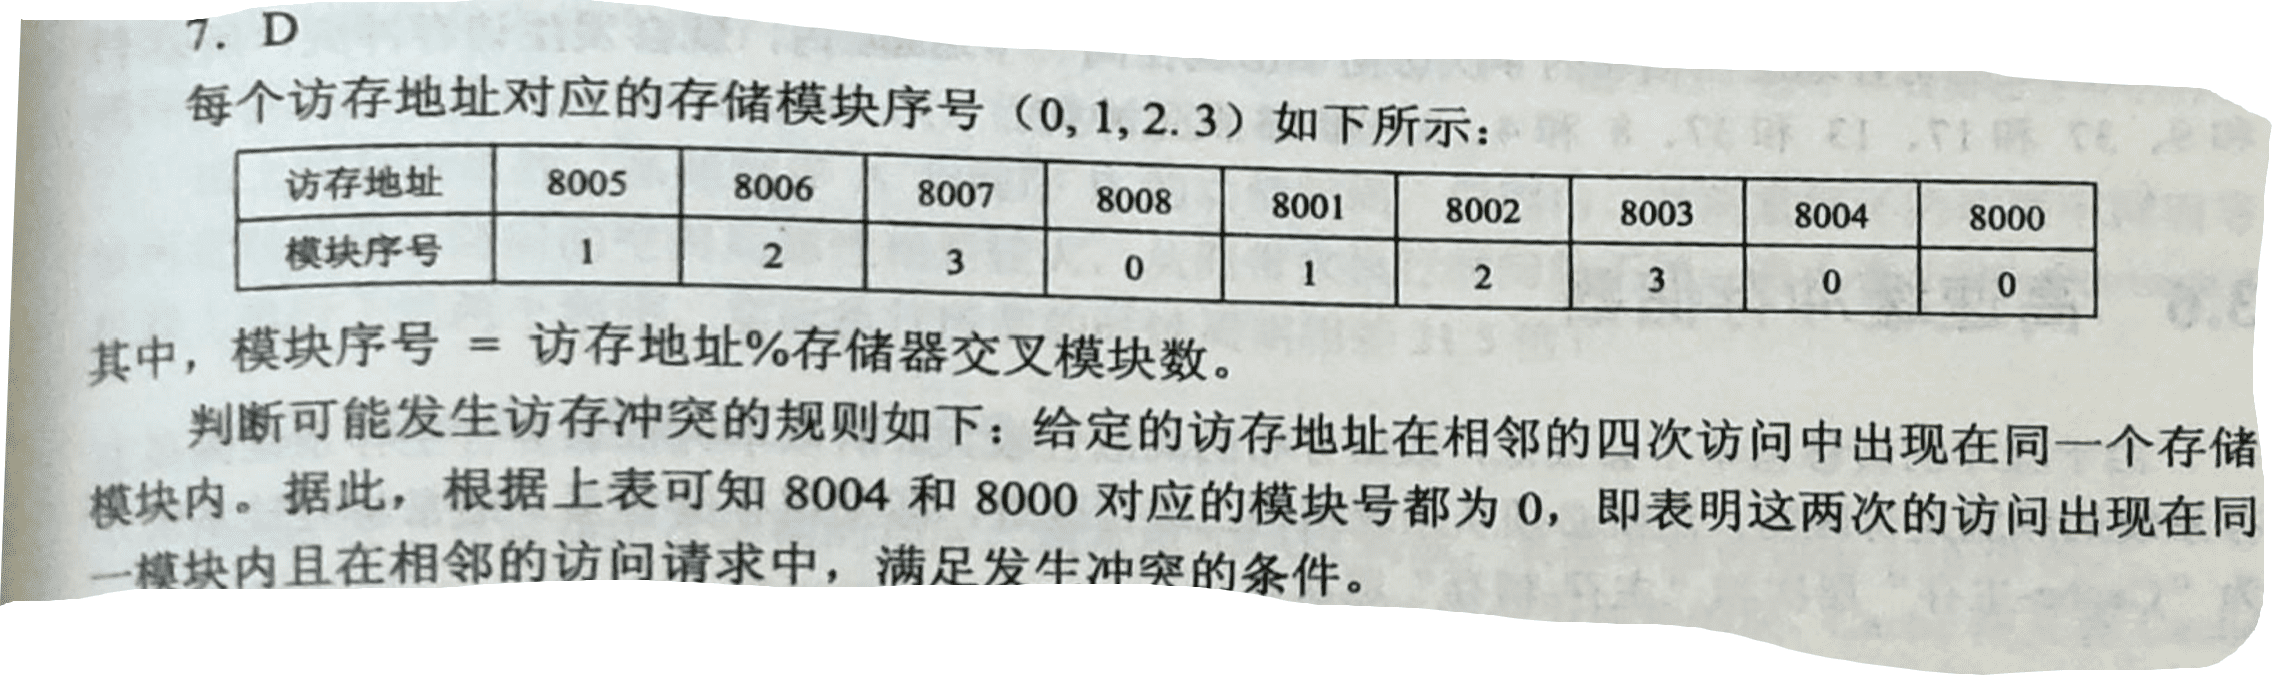 7. D
每个访存地址对应的存储模块序号（0, 1, 2. 3）如下所示：
访存地址 8005 8006 8007 8008 8001 8002 8003 8004 8000
模块序号 1 2 3 0 1 2 3 0 0
其中，模块序号 = 访存地址%存储器交叉模块数。
判断可能发生访存冲突的规则如下：给定的访存地址在相邻的四次访问中出现在同一个存储
模块内。据此，根据上表可知 8004 和 8000 对应的模块号都为 0，即表明这两次的访问出现在同
一模块内且在相邻的访问请求中，满足发生冲突的条件。